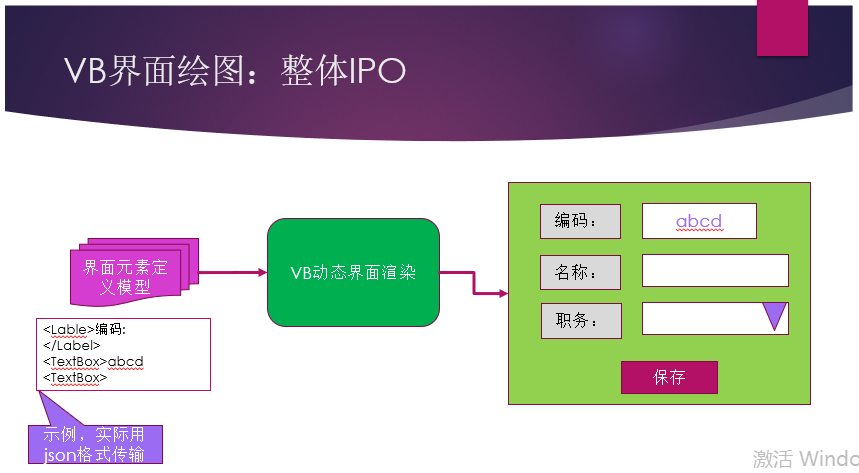 VB界面绘图：整体IPO
界面元素定
义模型
VB动态界面渲染
编码：
abcd
名称：
职务：
保存
<Lable>编码:
</Label>
<TextBox>abcd
<TextBox>
示例，实际用
json格式传输
激活 Windo